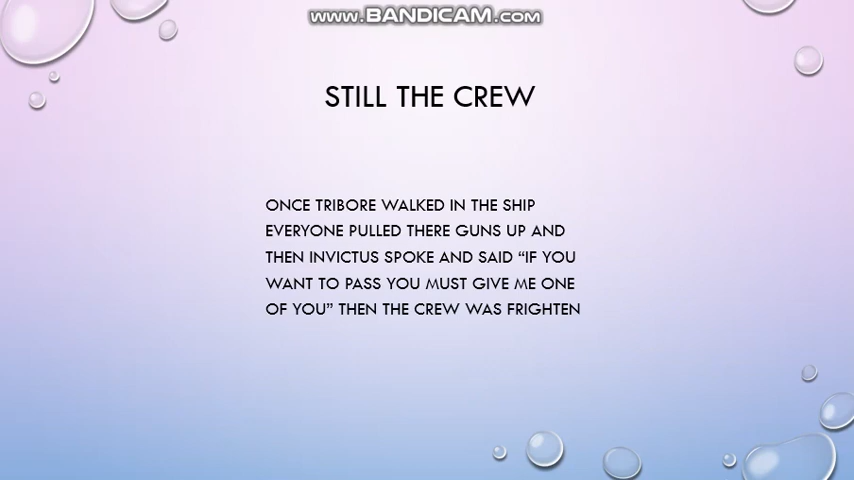 www.BANDICAM.com
STILL THE CREW
ONCE TRIBORE WALKED IN THE SHIP
EVERYONE PULLED THERE GUNS UP AND
THEN INVICTUS SPOKE AND SAID “IF YOU
WANT TO PASS YOU MUST GIVE ME ONE
OF YOU” THEN THE CREW WAS FRIGHTEN